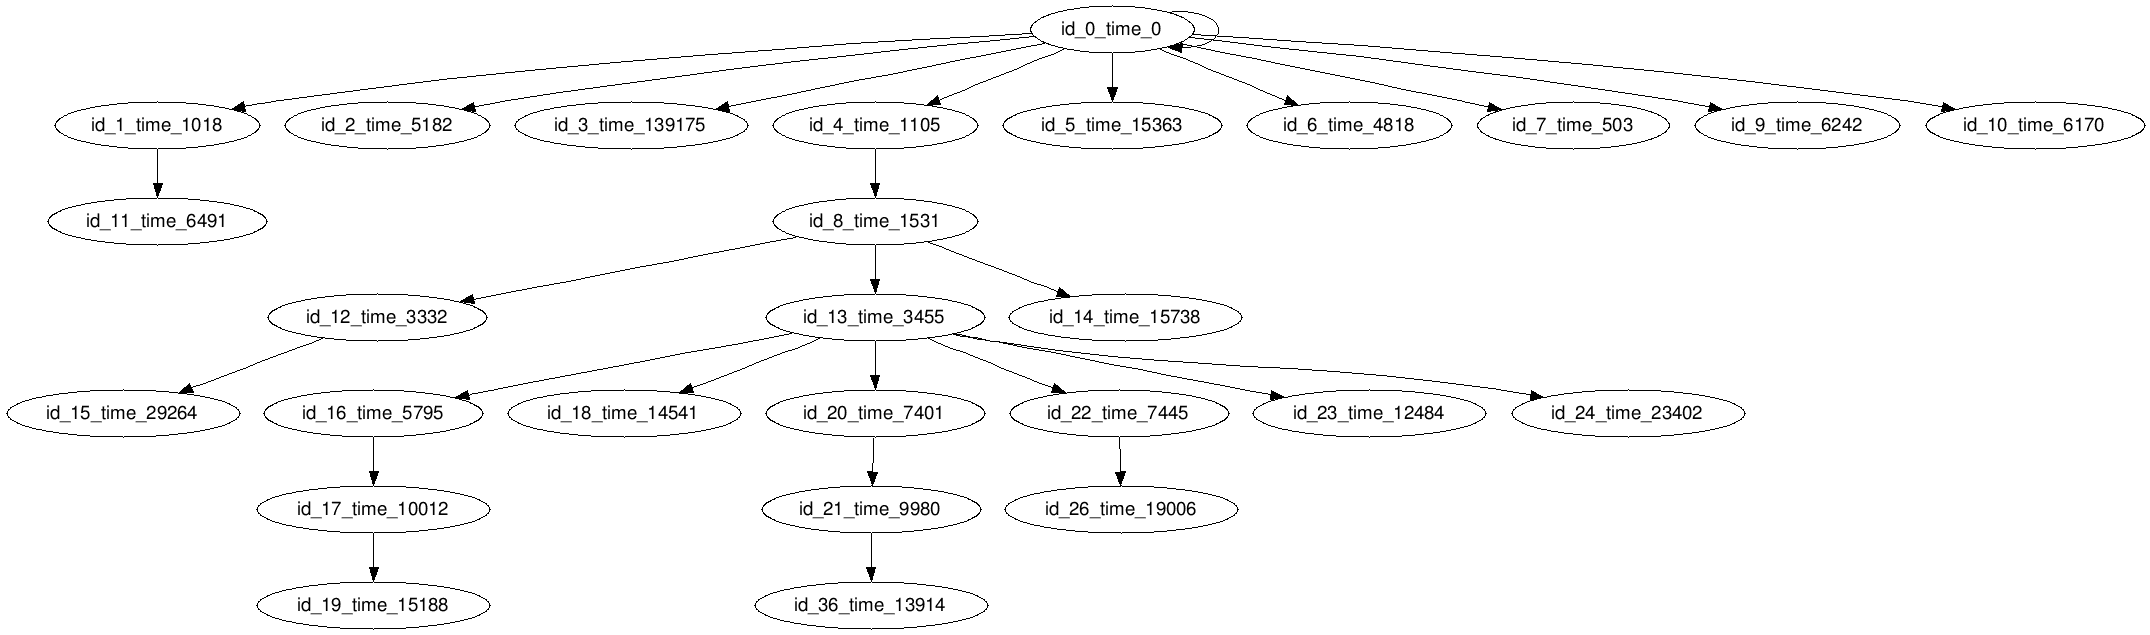 id_0_time_0
id_1_time_1018
id_2_time_5182
id_3_time_139175
id_4_time_1105
id_5_time_15363
id_6_time_4818
id_7_time_503
id_9_time_6242
id_10_time_6170
id_11_time_6491
id_8_time_1531
id_12_time_3332
id_13_time_3455
id_14_time_15738
id_15_time_29264
id_16_time_5795
id_18_time_14541
id_20_time_7401
id_22_time_7445
id_23_time_12484
id_24_time_23402
id_17_time_10012
id_21_time_9980
id_26_time_19006
id_19_time_15188
id_36_time_13914